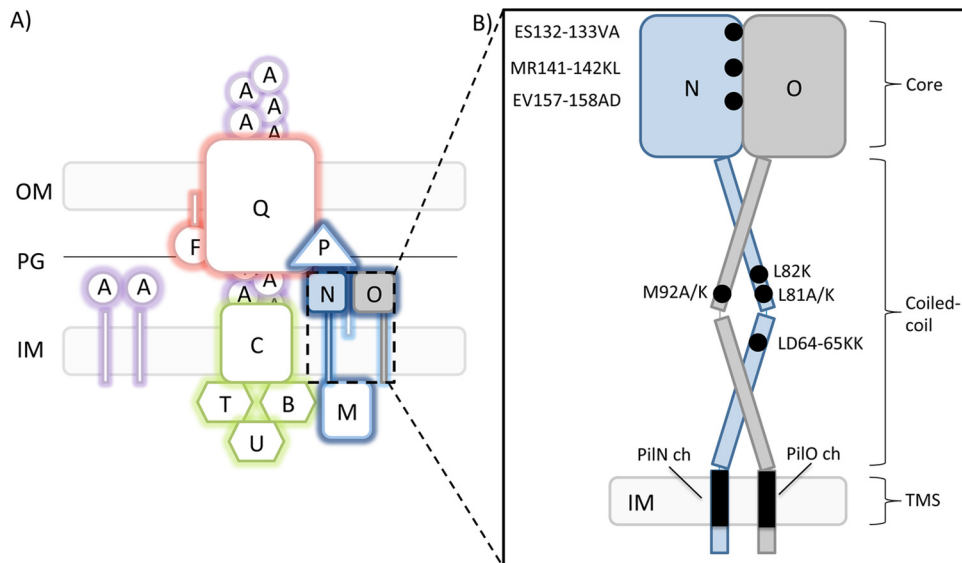 A)
A
A
A
A
A
OM
Q
F
P
PG
A
A
A
A
A
N
O
IM
C
T
B
M
U
B)
ES132-133VA
MR141-142KL
EV157-158AD
N
O
Core
L82K
M92A/K
L81A/K
Coiled-
coil
LD64-65KK
PilN ch
PilO ch
IM
TMS